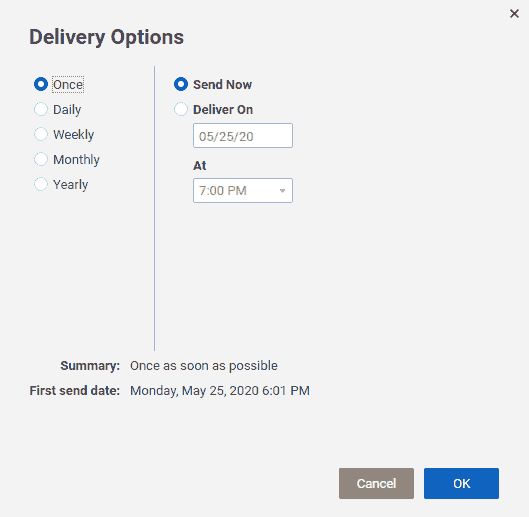 Delivery Options
Once
Daily
Weekly
Monthly
Yearly
Send Now
Deliver On
05/25/20
At
7:00 PM
Summary: Once as soon as possible
First send date: Monday, May 25, 2020 6:01 PM
Cancel OK